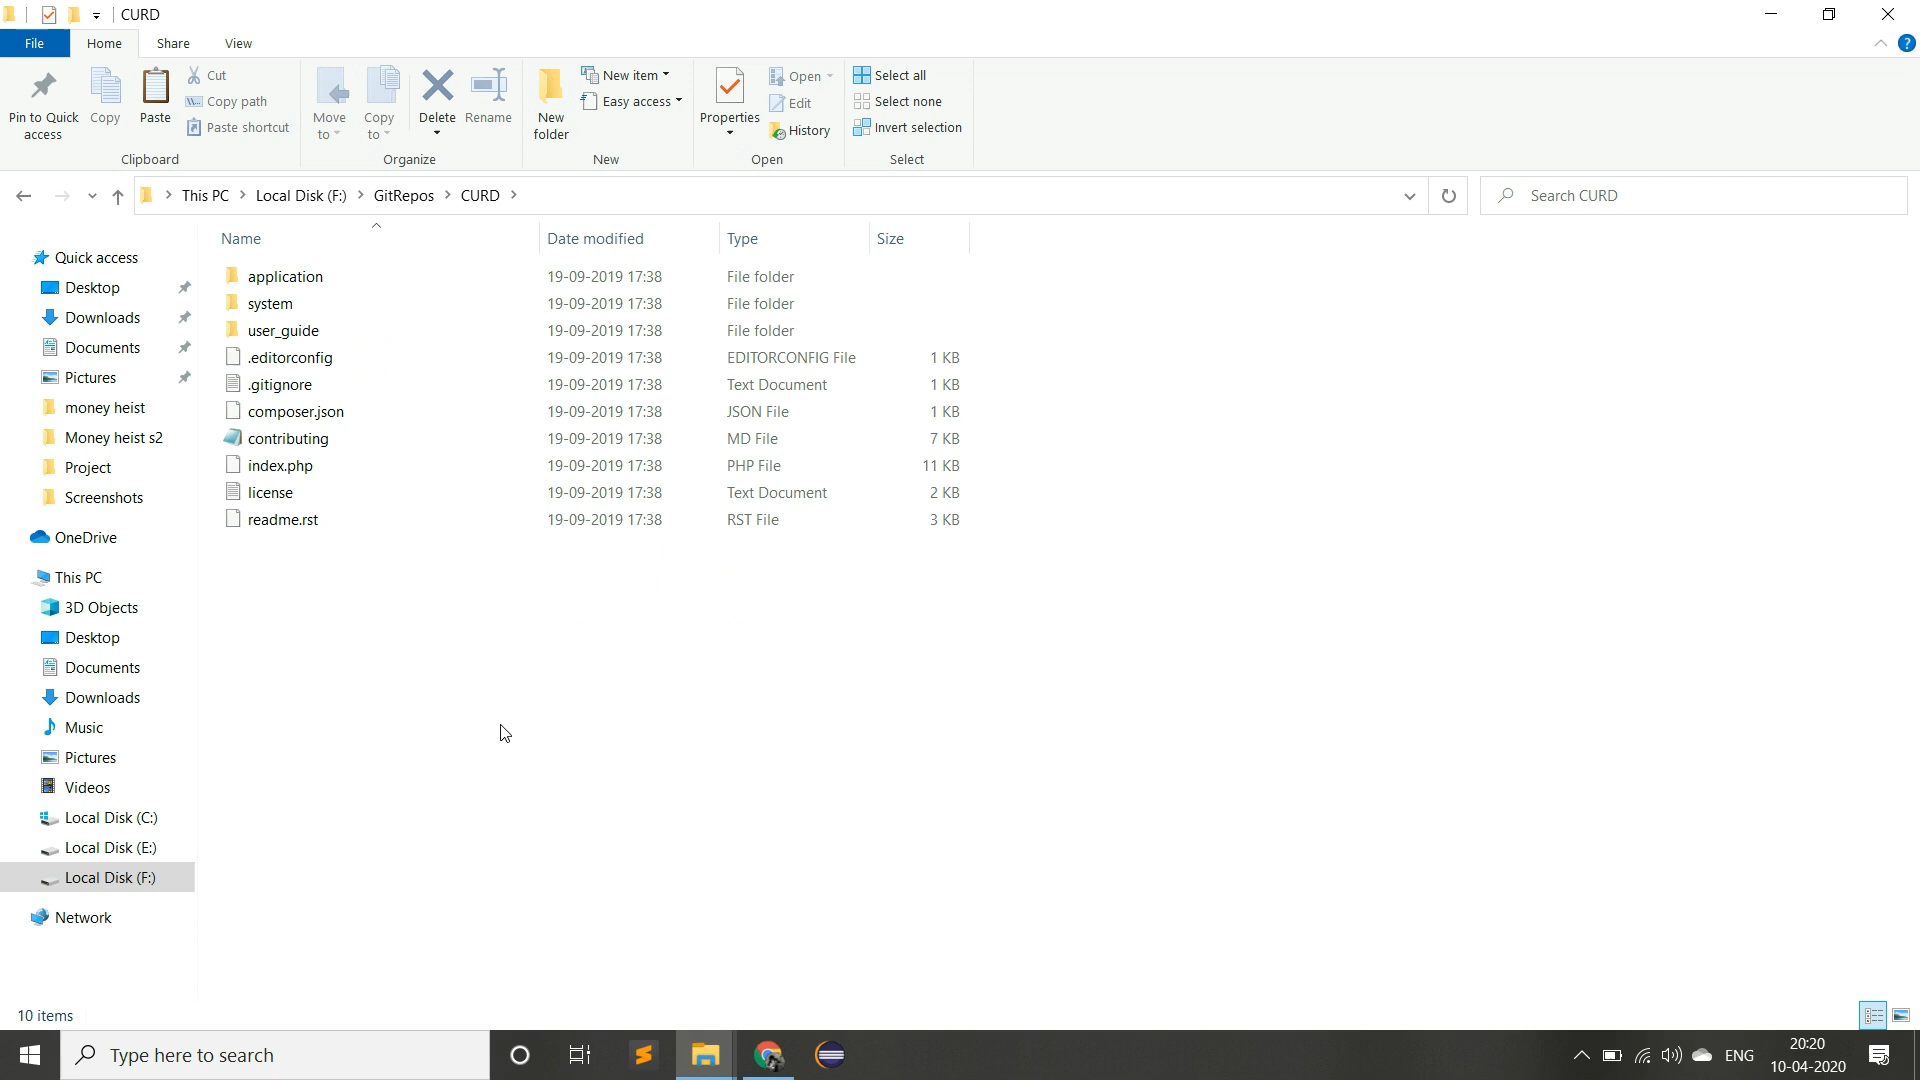 CURD
File Home Share View
Pin to Quick access
Copy
Paste
Cut
Copy path
Paste shortcut
Clipboard
Move to
Copy to
Delete
Rename
Organize
New folder
New item
Easy access
New
Properties
Open
Edit
History
Open
Select all
Select none
Invert selection
Select
This PC Local Disk (F:) GitRepos CURD
Search CURD
Name Date modified Type Size
application 19-09-2019 17:38 File folder
system 19-09-2019 17:38 File folder
user_guide 19-09-2019 17:38 File folder
.editorconfig 19-09-2019 17:38 EDITORCONFIG File 1 KB
.gitignore 19-09-2019 17:38 Text Document 1 KB
composer.json 19-09-2019 17:38 JSON File 1 KB
contributing 19-09-2019 17:38 MD File 7 KB
index.php 19-09-2019 17:38 PHP File 11 KB
license 19-09-2019 17:38 Text Document 2 KB
readme.rst 19-09-2019 17:38 RST File 3 KB
Quick access
Desktop
Downloads
Documents
Pictures
money heist
Money heist s2
Project
Screenshots
OneDrive
This PC
3D Objects
Desktop
Documents
Downloads
Music
Pictures
Videos
Local Disk (C:)
Local Disk (E:)
Local Disk (F:)
Network
10 items
Type here to search
ENG
20:20
10-04-2020